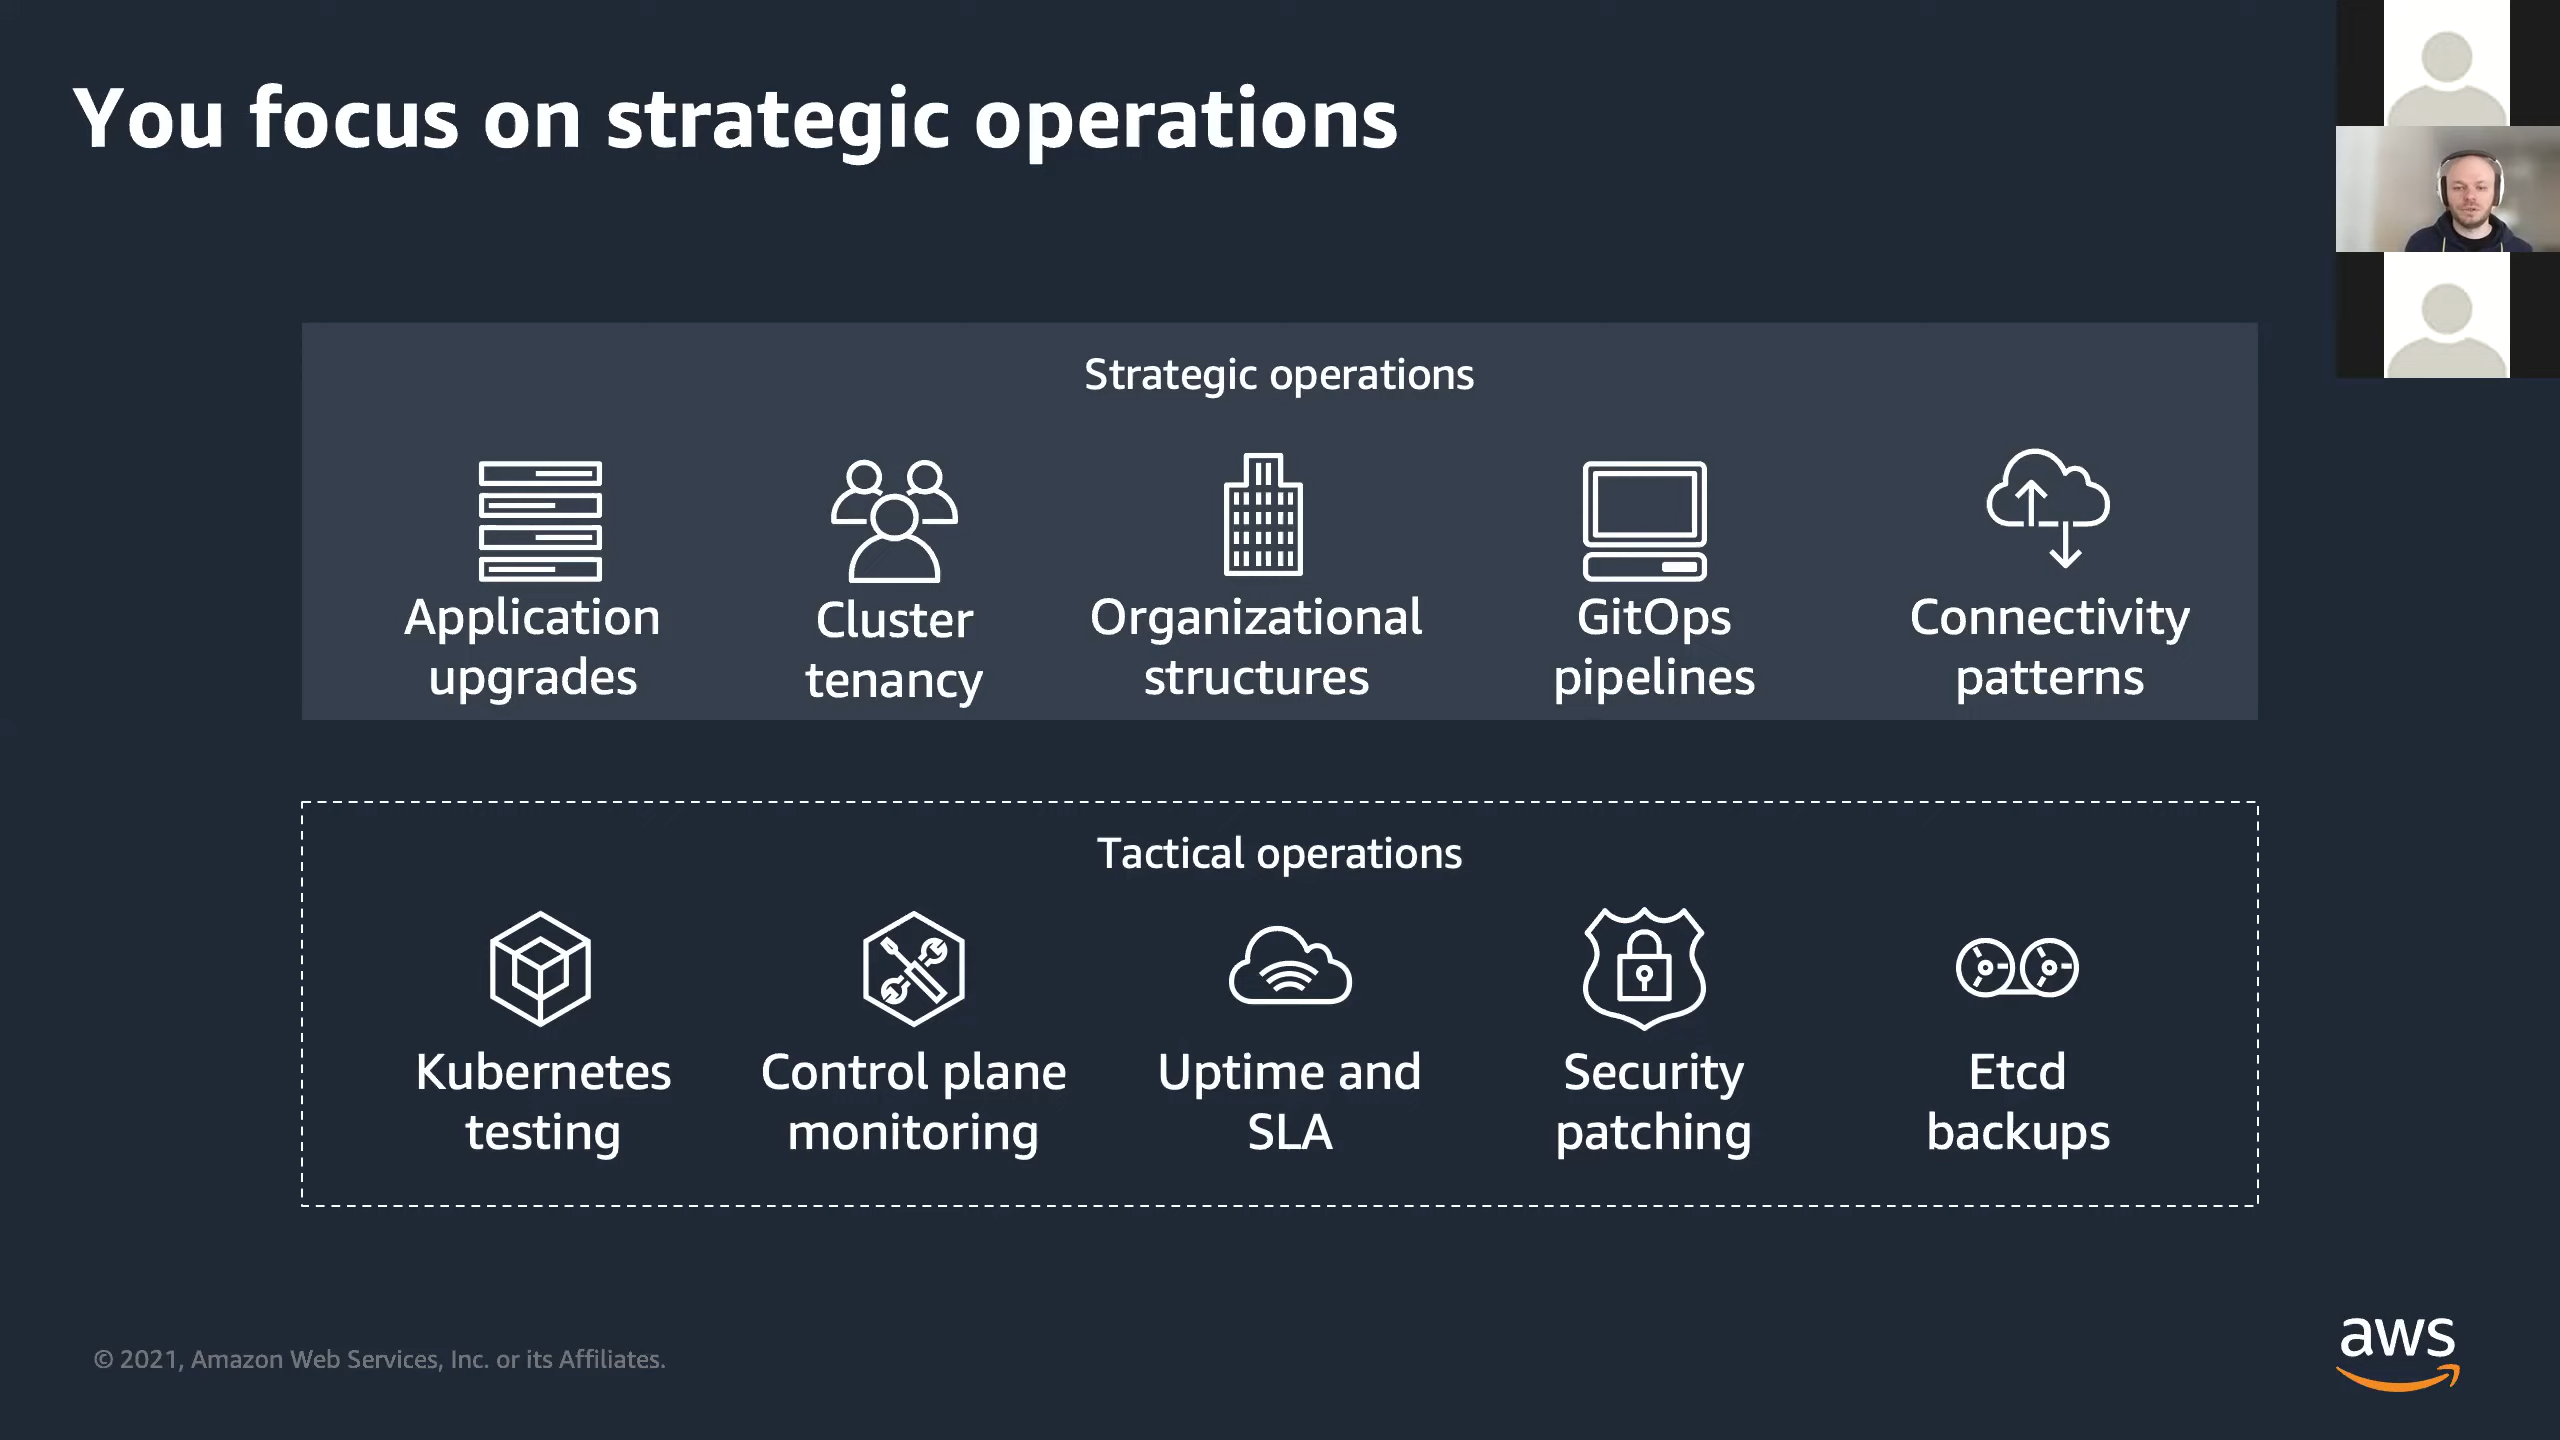 You focus on strategic operations
Strategic operations
Application
upgrades
Cluster
tenancy
Organizational
structures
GitOps
pipelines
Connectivity
patterns
Tactical operations
Kubernetes
testing
Control plane
monitoring
Uptime and
SLA
Security
patching
Etcd
backups
© 2021, Amazon Web Services, Inc. or its Affiliates.
aws